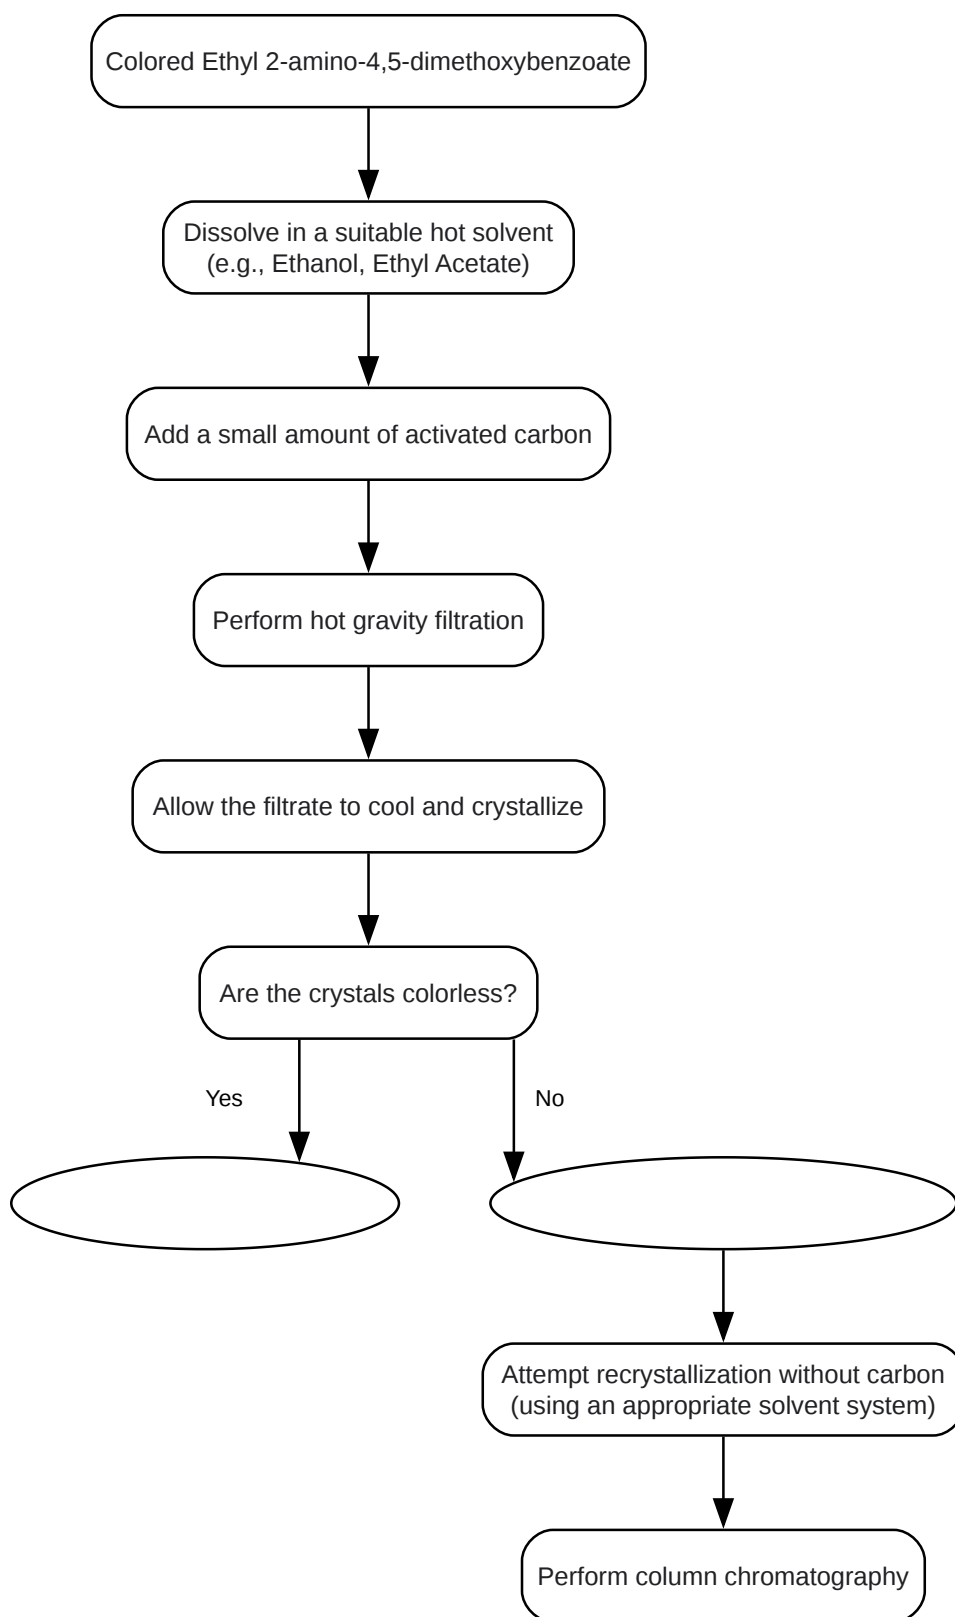 Colored Ethyl 2-amino-4,5-dimethoxybenzoate
Dissolve in a suitable hot solvent
(e.g., Ethanol, Ethyl Acetate)
Add a small amount of activated carbon
Perform hot gravity filtration
Allow the filtrate to cool and crystallize
Are the crystals colorless?
Yes
No
Attempt recrystallization without carbon
(using an appropriate solvent system)
Perform column chromatography